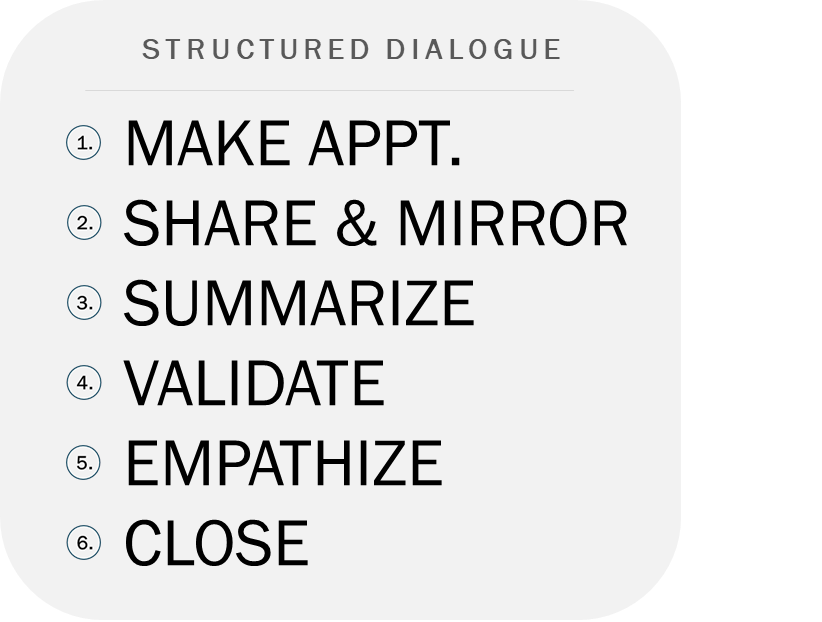 STRUCTURED DIALOGUE
1. MAKE APPT.
2. SHARE & MIRROR
3. SUMMARIZE
4. VALIDATE
5. EMPATHIZE
6. CLOSE